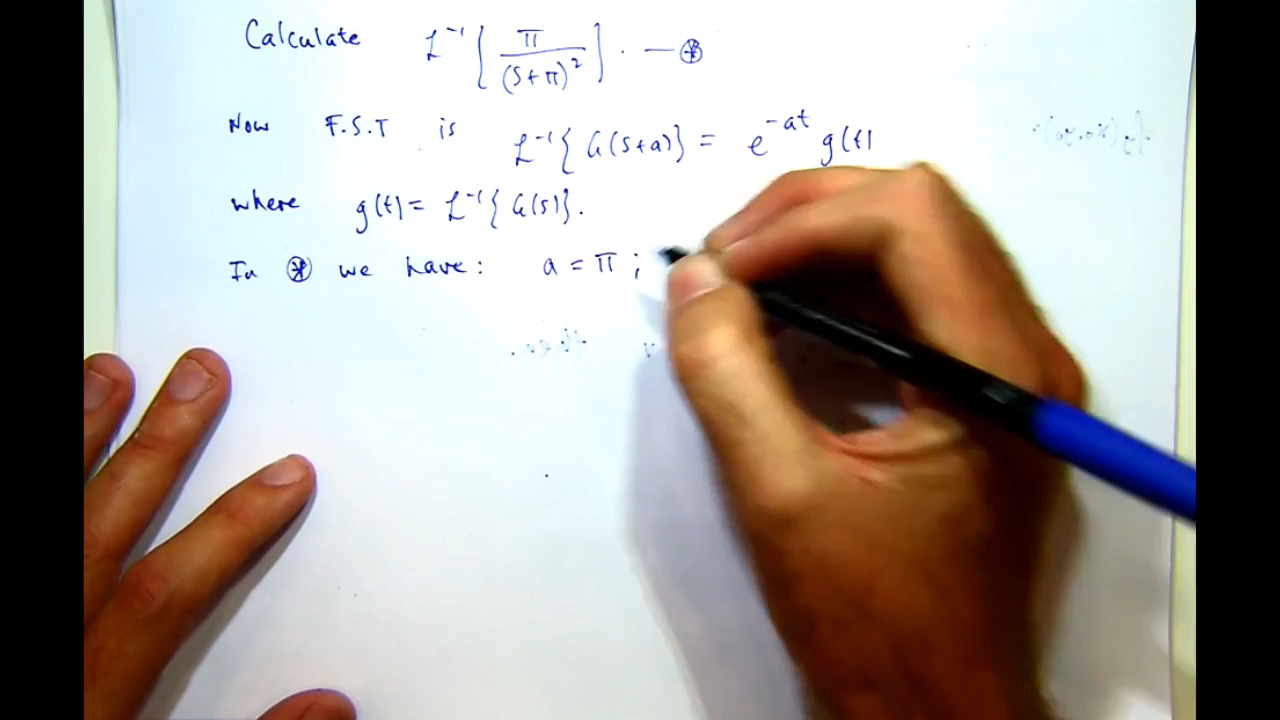 Calculate ℒ⁻¹{ π / (s+π)² }. — ⊛
Now F.S.T is ℒ⁻¹{G(s+a)} = e^{-at} g(t)
where g(t) = ℒ⁻¹{G(s)}.
In ⊛ we have: a = π ;